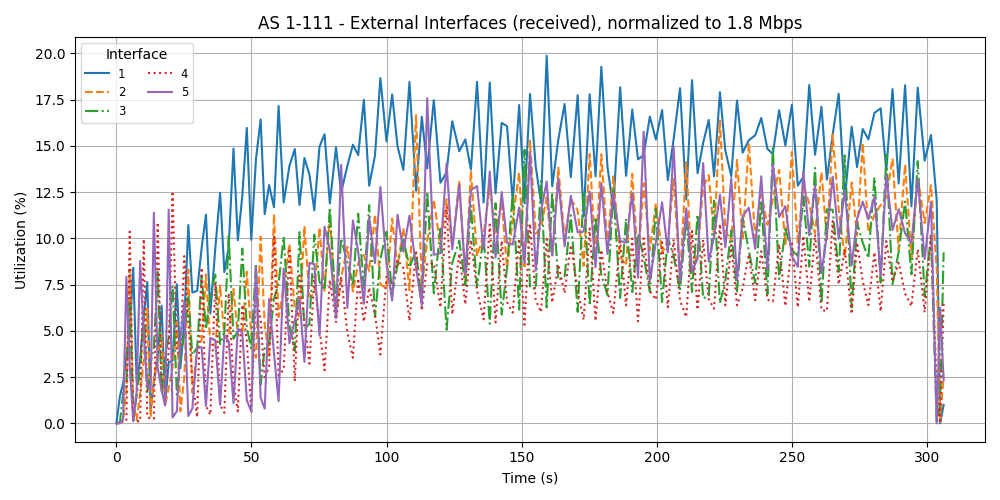 AS 1-111 - External Interfaces (received), normalized to 1.8 Mbps
Interface
1
2
3
4
5
Utilization (%)
20.0
17.5
15.0
12.5
10.0
7.5
5.0
2.5
0.0
0 50 100 150 200 250 300
Time (s)